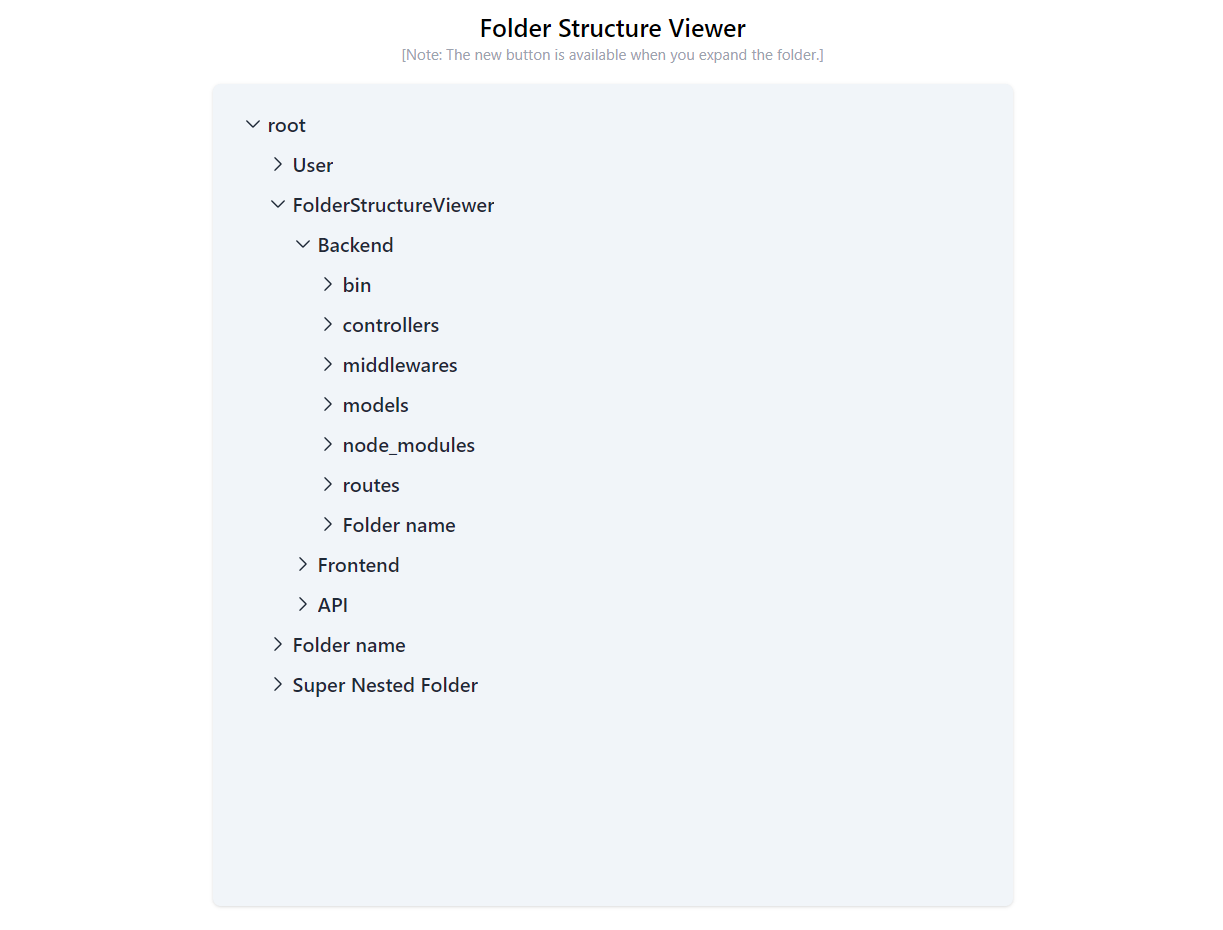 Folder Structure Viewer
[Note: The new button is available when you expand the folder.]
root
User
FolderStructureViewer
Backend
bin
controllers
middlewares
models
node_modules
routes
Folder name
Frontend
API
Folder name
Super Nested Folder